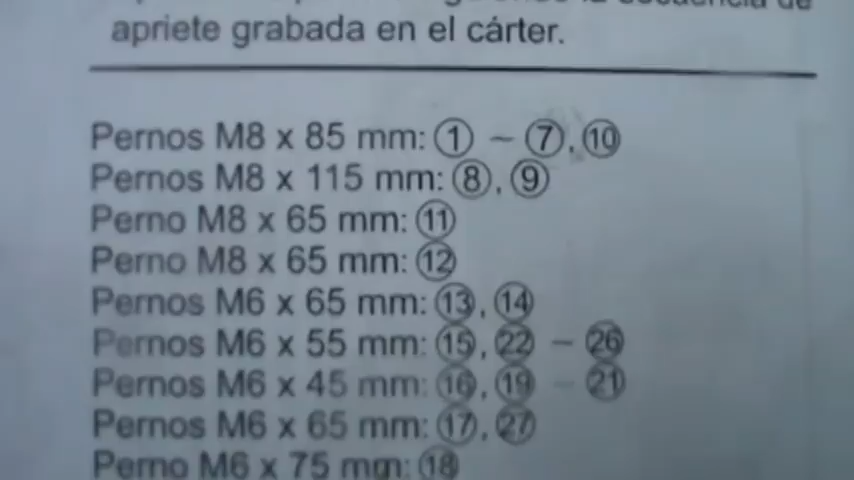 apriete grabada en el cárter.
Pernos M8 x 85 mm: ① ~ ⑦, ⑩
Pernos M8 x 115 mm: ⑧, ⑨
Perno M8 x 65 mm: ⑪
Perno M8 x 65 mm: ⑫
Pernos M6 x 65 mm: ⑬, ⑭
Pernos M6 x 55 mm: ⑮, ㉒ ~ ㉖
Pernos M6 x 45 mm: ⑯, ⑲ ~ ㉑
Pernos M6 x 65 mm: ⑰, ㉗
Perno M6 x 75 mm: ⑱